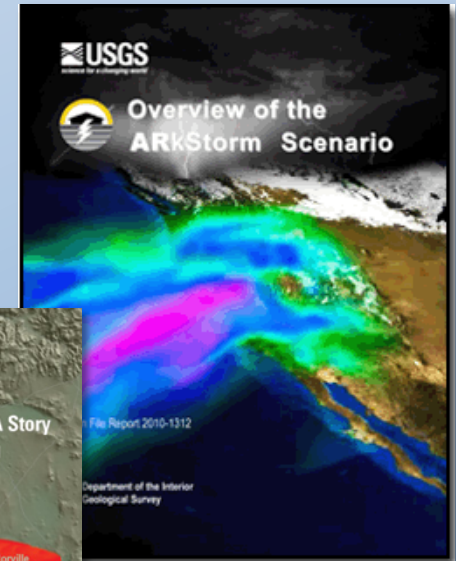 USGS
science for a changing world
Overview of the
ARkStorm Scenario
File Report 2010-1312
Department of the Interior
Geological Survey
Story